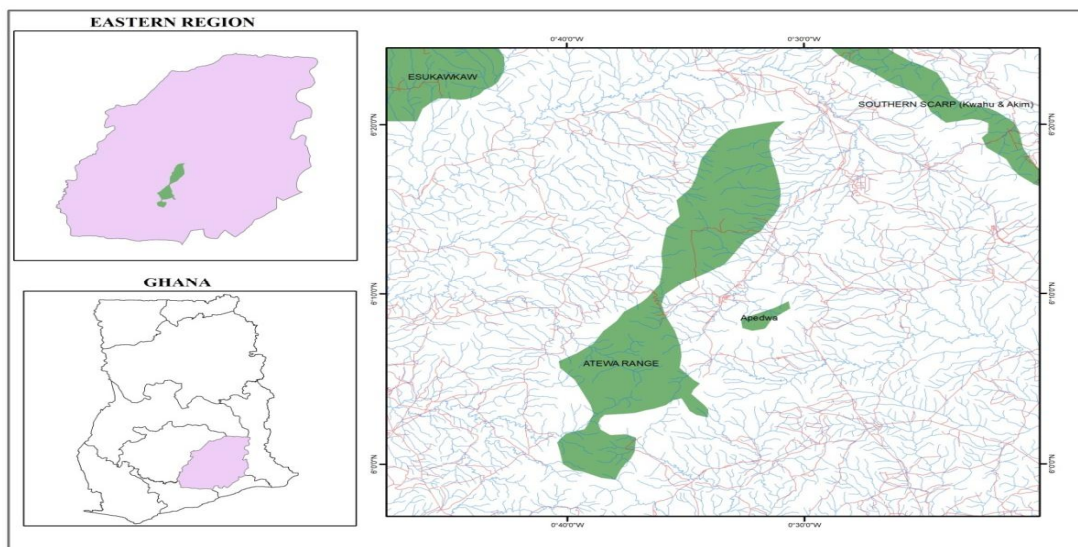 EASTERN REGION
GHANA
0°40'0"W
0°30'0"W
ESUKAWKAW
SOUTHERN SCARP (Kwahu & Akim)
6°20'0"N
6°20'0"N
6°10'0"N
6°10'0"N
Apedwa
ATEWA RANGE
6°0'0"N
6°0'0"N
0°40'0"W
0°30'0"W